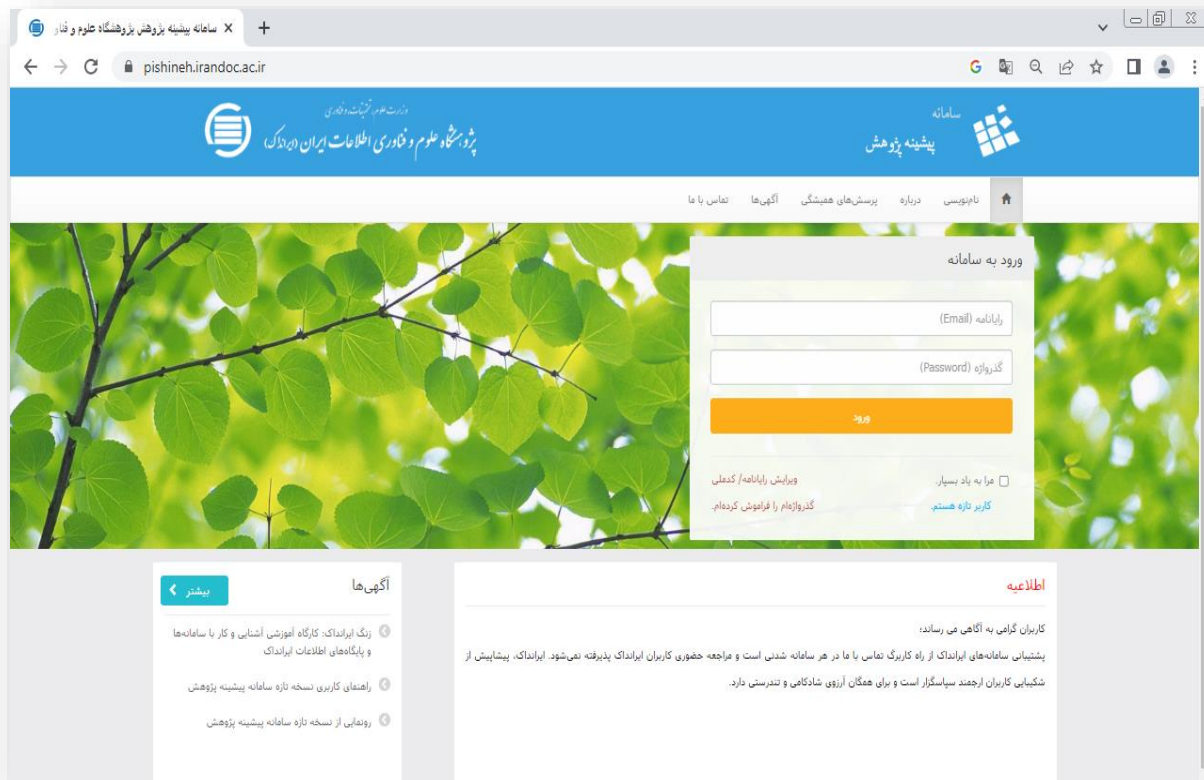 سامانه پیشینه پژوهش پژوهشگاه علوم و فناو
pishineh.irandoc.ac.ir
سامانه
پیشینه پژوهش
وزارت علوم، تحقیقات و فناوری
پژوهشگاه علوم و فناوری اطلاعات ایران (ایرانداک)
نام‌نویسی درباره پرسش‌های همیشگی آگهی‌ها تماس با ما
ورود به سامانه
رایانامه (Email)
گذرواژه (Password)
ورود
مرا به یاد بسپار. ویرایش رایانامه/ کدملی
کاربر تازه هستم. گذرواژه‌ام را فراموش کرده‌ام.
اطلاعیه
کاربران گرامی به آگاهی می رساند؛
پشتیبانی سامانه‌های ایرانداک از راه کاربرگ تماس با ما در هر سامانه شدنی است و مراجعه حضوری کاربران ایرانداک پذیرفته نمی‌شود. ایرانداک، پیشاپیش از
شکیبایی کاربران ارجمند سپاسگزار است و برای همگان آرزوی شادکامی و تندرستی دارد.
آگهی‌ها
بیشتر
زنگ ایرانداک: کارگاه آموزشی آشنایی و کار با سامانه‌ها
و پایگاه‌های اطلاعات ایرانداک
راهنمای کاربری نسخه تازه سامانه پیشینه پژوهش
رونمایی از نسخه تازه سامانه پیشینه پژوهش